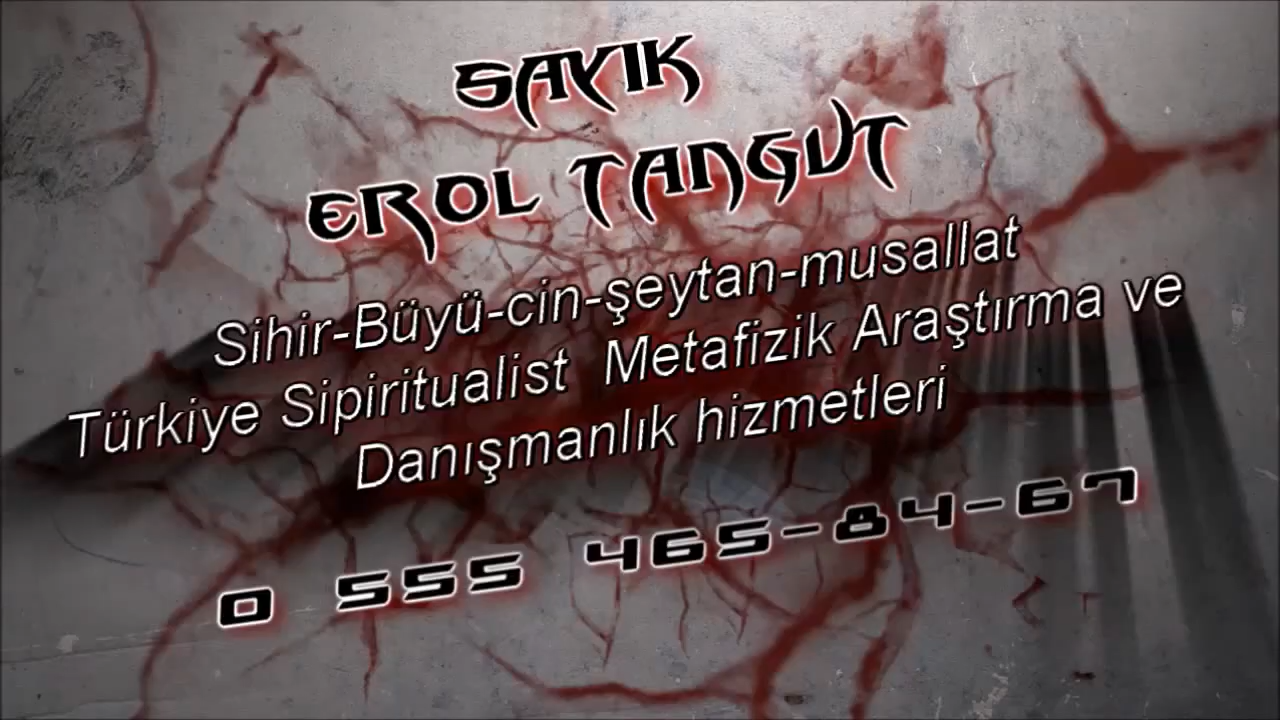 SAYIK
EROL TANGUT
Sihir-Büyü-cin-şeytan-musallat
Türkiye Sipiritualist Metafizik Araştırma ve
Danışmanlık hizmetleri
0 555 465-84-67